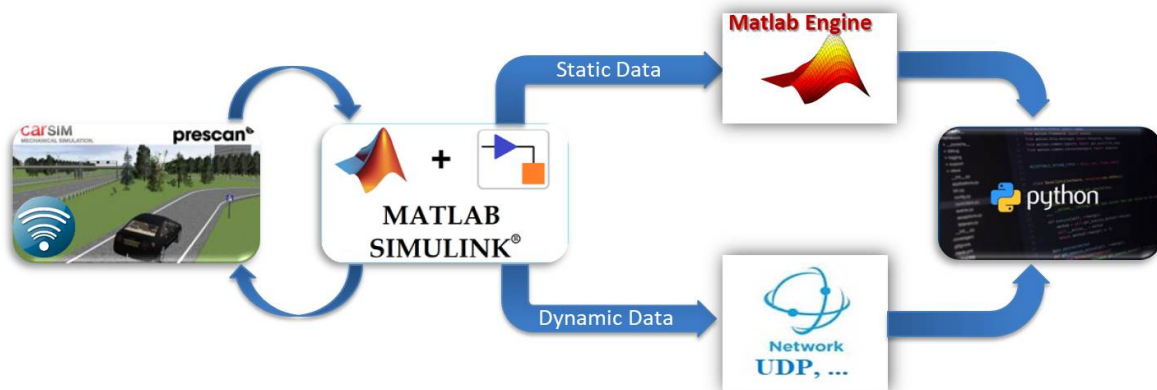 carSIM
MECHANICAL SIMULATION
prescan
+
MATLAB
SIMULINK®
Static Data
Dynamic Data
Matlab Engine
Network
UDP, ...
python